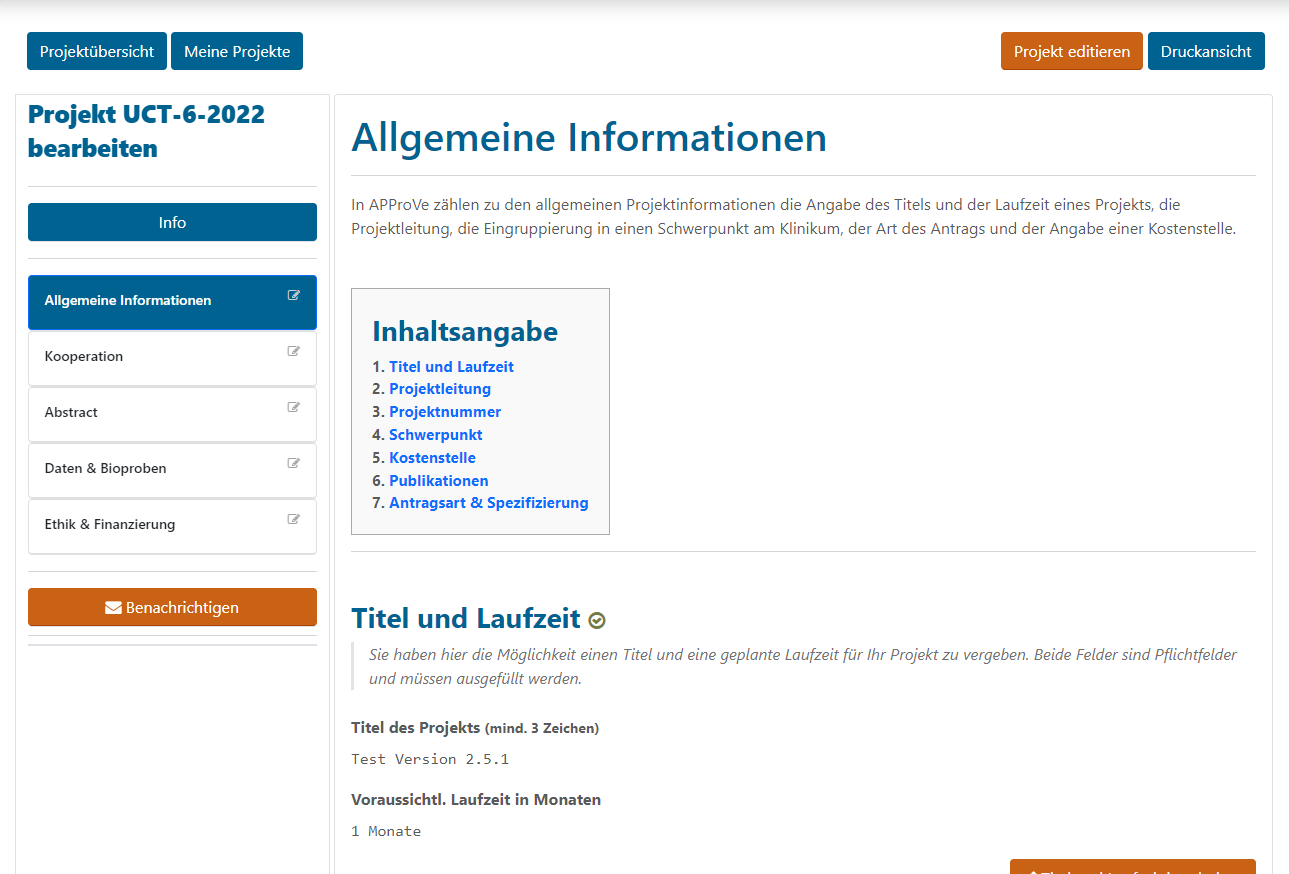 Projektübersicht
Meine Projekte
Projekt editieren
Druckansicht
Projekt UCT-6-2022
bearbeiten
Info
Allgemeine Informationen
Kooperation
Abstract
Daten & Bioproben
Ethik & Finanzierung
Benachrichtigen
Allgemeine Informationen
In APProVe zählen zu den allgemeinen Projektinformationen die Angabe des Titels und der Laufzeit eines Projekts, die
Projektleitung, die Eingruppierung in einen Schwerpunkt am Klinikum, der Art des Antrags und der Angabe einer Kostenstelle.
Inhaltsangabe
1. Titel und Laufzeit
2. Projektleitung
3. Projektnummer
4. Schwerpunkt
5. Kostenstelle
6. Publikationen
7. Antragsart & Spezifizierung
Titel und Laufzeit
Sie haben hier die Möglichkeit einen Titel und eine geplante Laufzeit für Ihr Projekt zu vergeben. Beide Felder sind Pflichtfelder
und müssen ausgefüllt werden.
Titel des Projekts (mind. 3 Zeichen)
Test Version 2.5.1
Voraussichtl. Laufzeit in Monaten
1 Monate